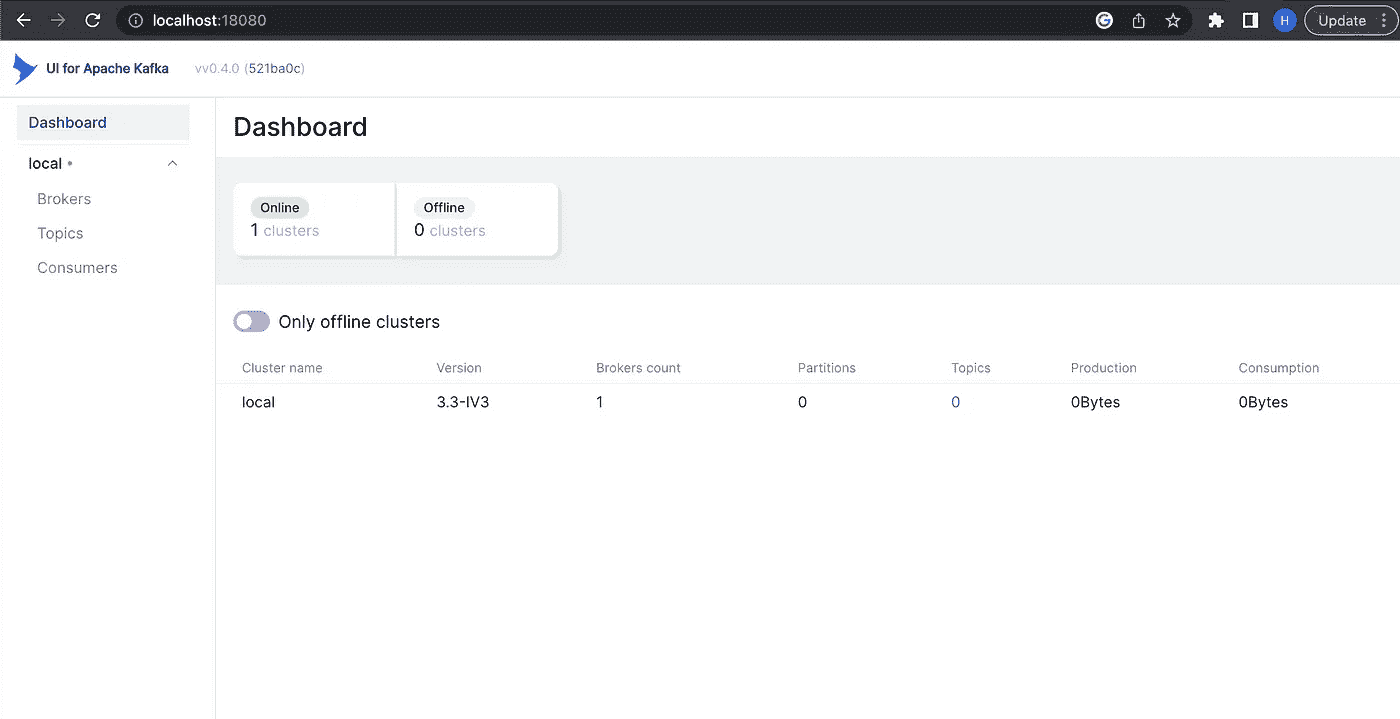 localhost:18080
H
Update
UI for Apache Kafka vv0.4.0 (521ba0c)
Dashboard
local
Brokers
Topics
Consumers
Dashboard
Online
1 clusters
Offline
0 clusters
Only offline clusters
Cluster name Version Brokers count Partitions Topics Production Consumption
local 3.3-IV3 1 0 0 0Bytes 0Bytes